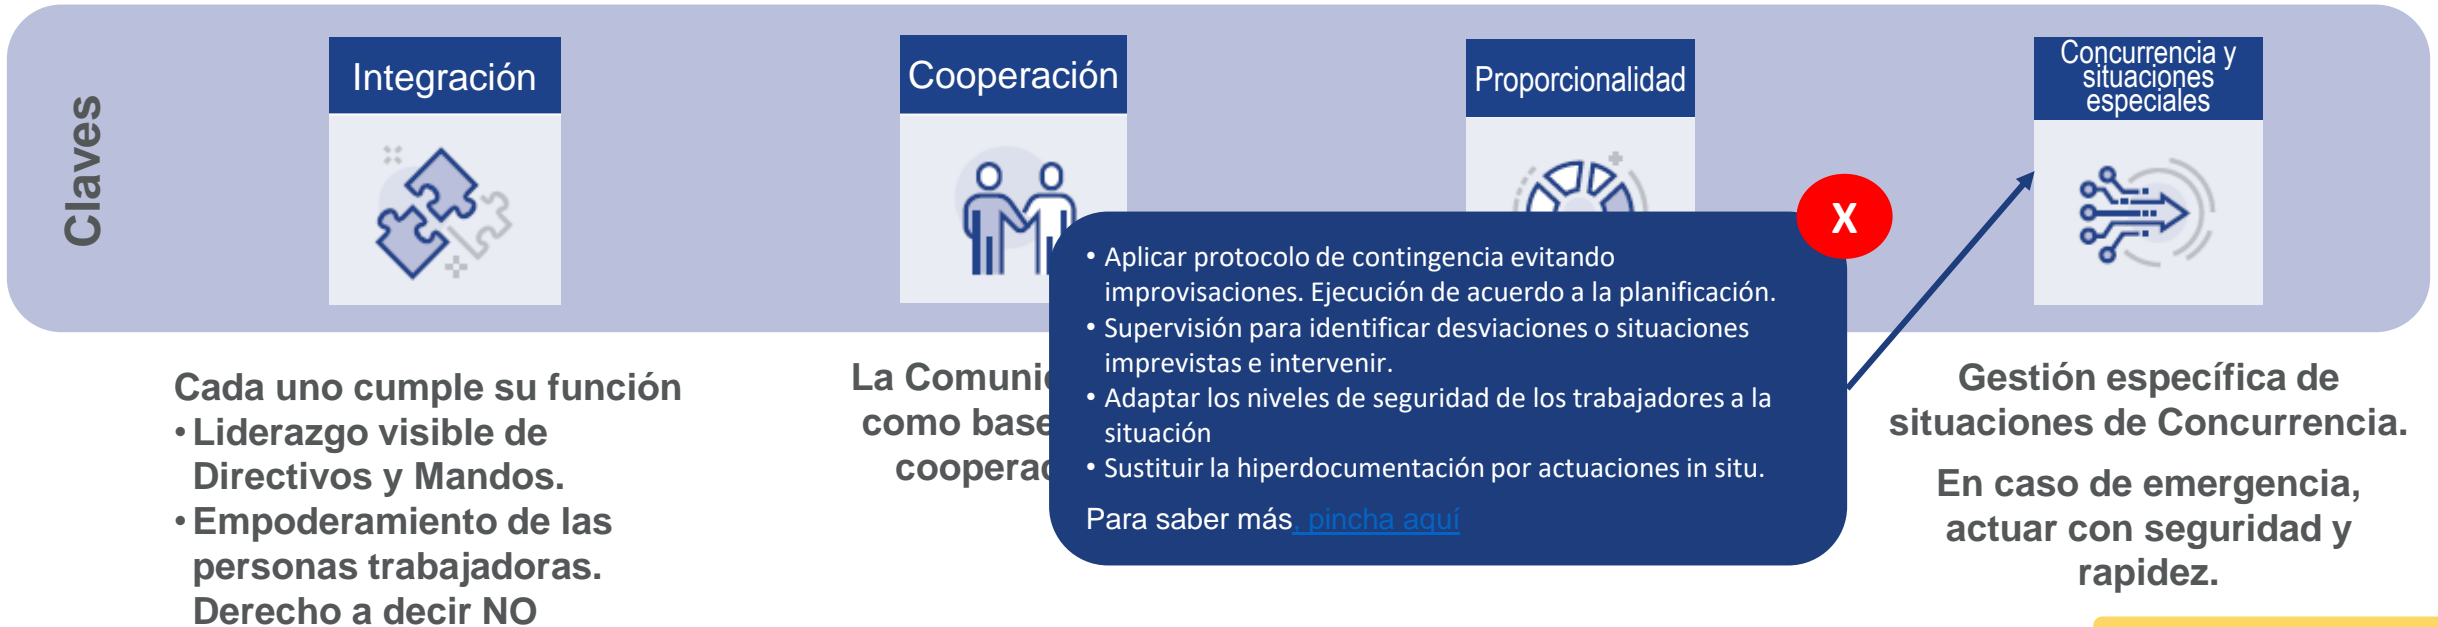 Claves
Integración
Cooperación
Proporcionalidad
Concurrencia y
situaciones
especiales
Cada uno cumple su función
• Liderazgo visible de
Directivos y Mandos.
• Empoderamiento de las
personas trabajadoras.
Derecho a decir NO
La
como base
X
• Aplicar protocolo de contingencia evitando
improvisaciones. Ejecución de acuerdo a la planificación.
• Supervisión para identificar desviaciones o situaciones
imprevistas e intervenir.
• Adaptar los niveles de seguridad de los trabajadores a la
situación
• Sustituir la hiperdocumentación por actuaciones in situ.
Para saber más, pincha aquí
Gestión específica de
situaciones de Concurrencia.
En caso de emergencia,
actuar con seguridad y
rapidez.